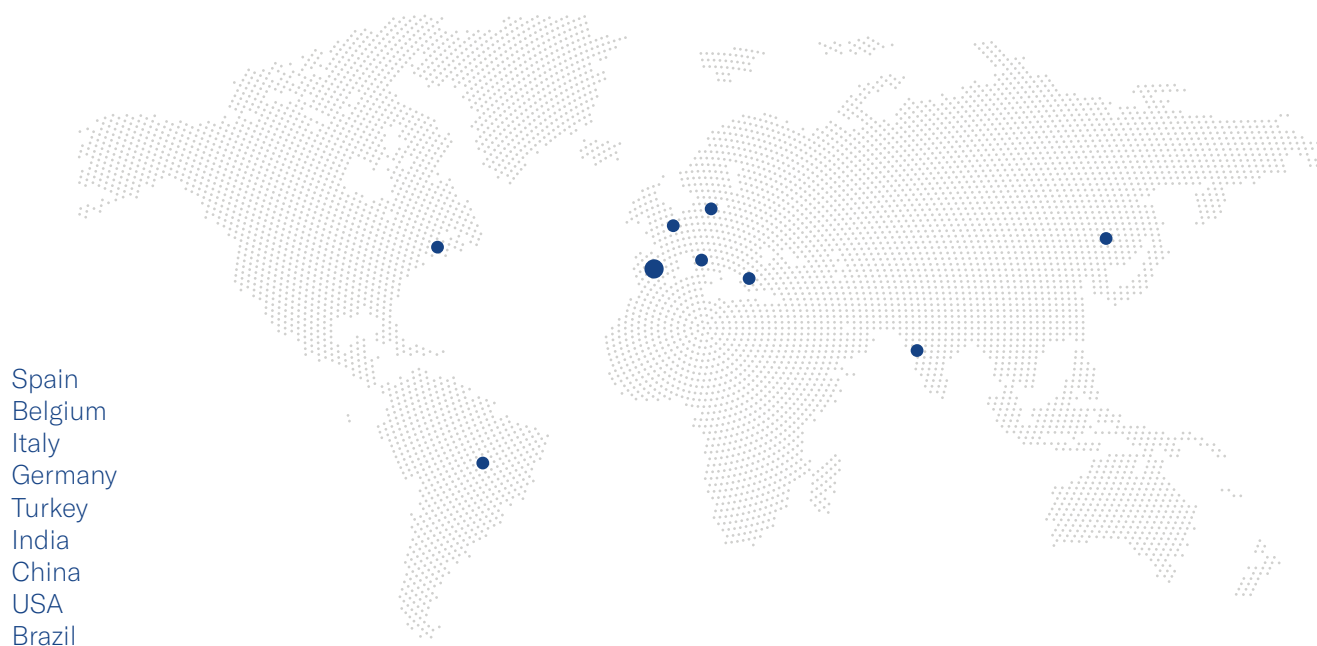 Spain
Belgium
Italy
Germany
Turkey
India
China
USA
Brazil